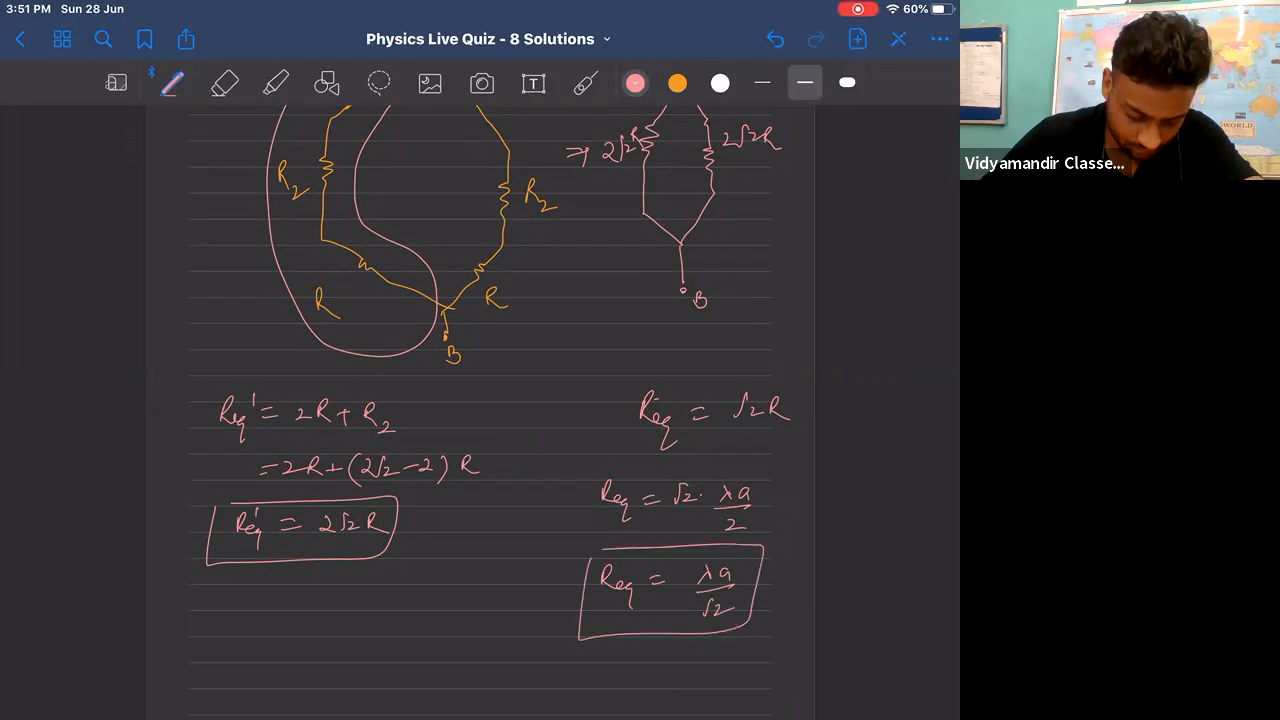 3:51 PM Sun 28 Jun
60%
Physics Live Quiz - 8 Solutions
WORLD
Vidyamandir Classe...
R₂
R₂
R
R
B
⇒ 2√2R
2√2R
B
Req' = 2R + R₂
= 2R + (2√2 - 2) R
Req' = 2√2 R
Req = √2R
Req = √2 · λa/2
Req = λa/√2